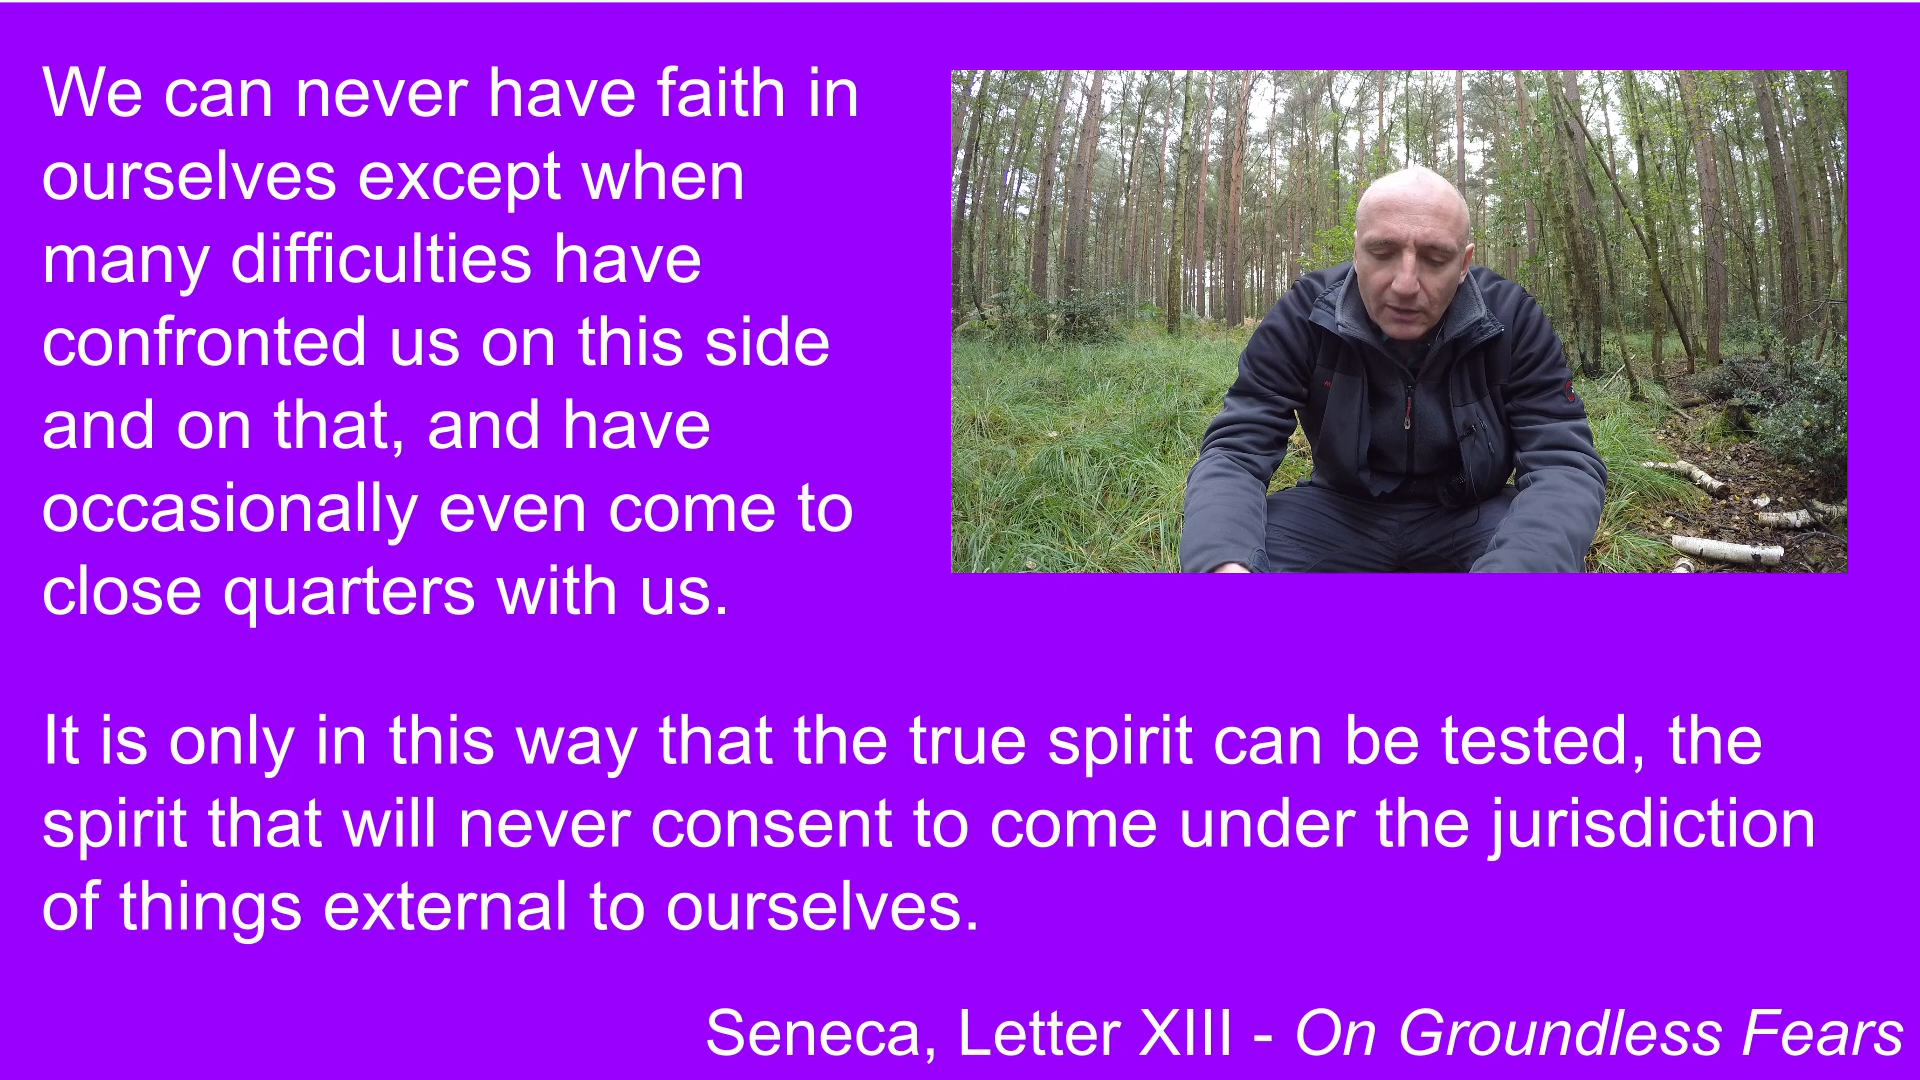 We can never have faith in
ourselves except when
many difficulties have
confronted us on this side
and on that, and have
occasionally even come to
close quarters with us.
It is only in this way that the true spirit can be tested, the
spirit that will never consent to come under the jurisdiction
of things external to ourselves.
Seneca, Letter XIII - On Groundless Fears